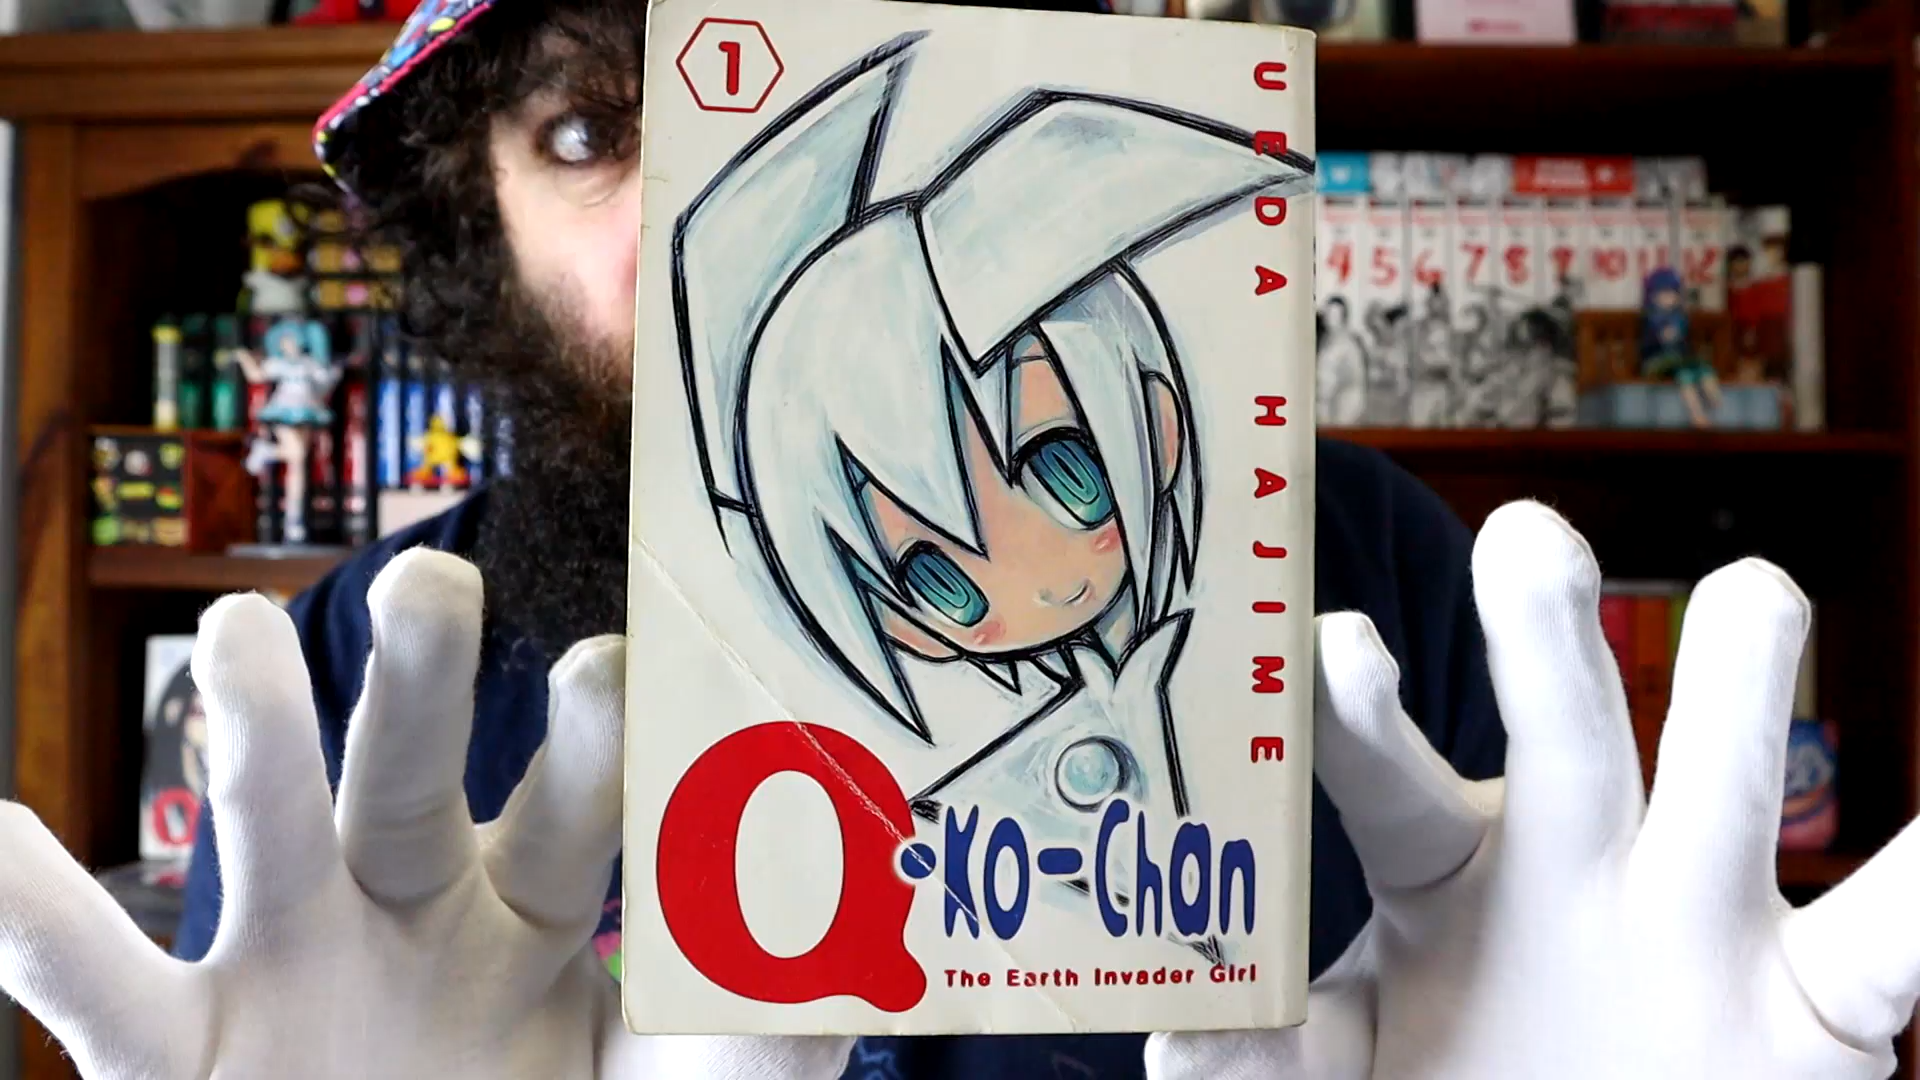 1
UEDA HAJIME
Q·KO-Chan
The Earth Invader Girl
4 5 6 7 8 9 10 11 12
Q